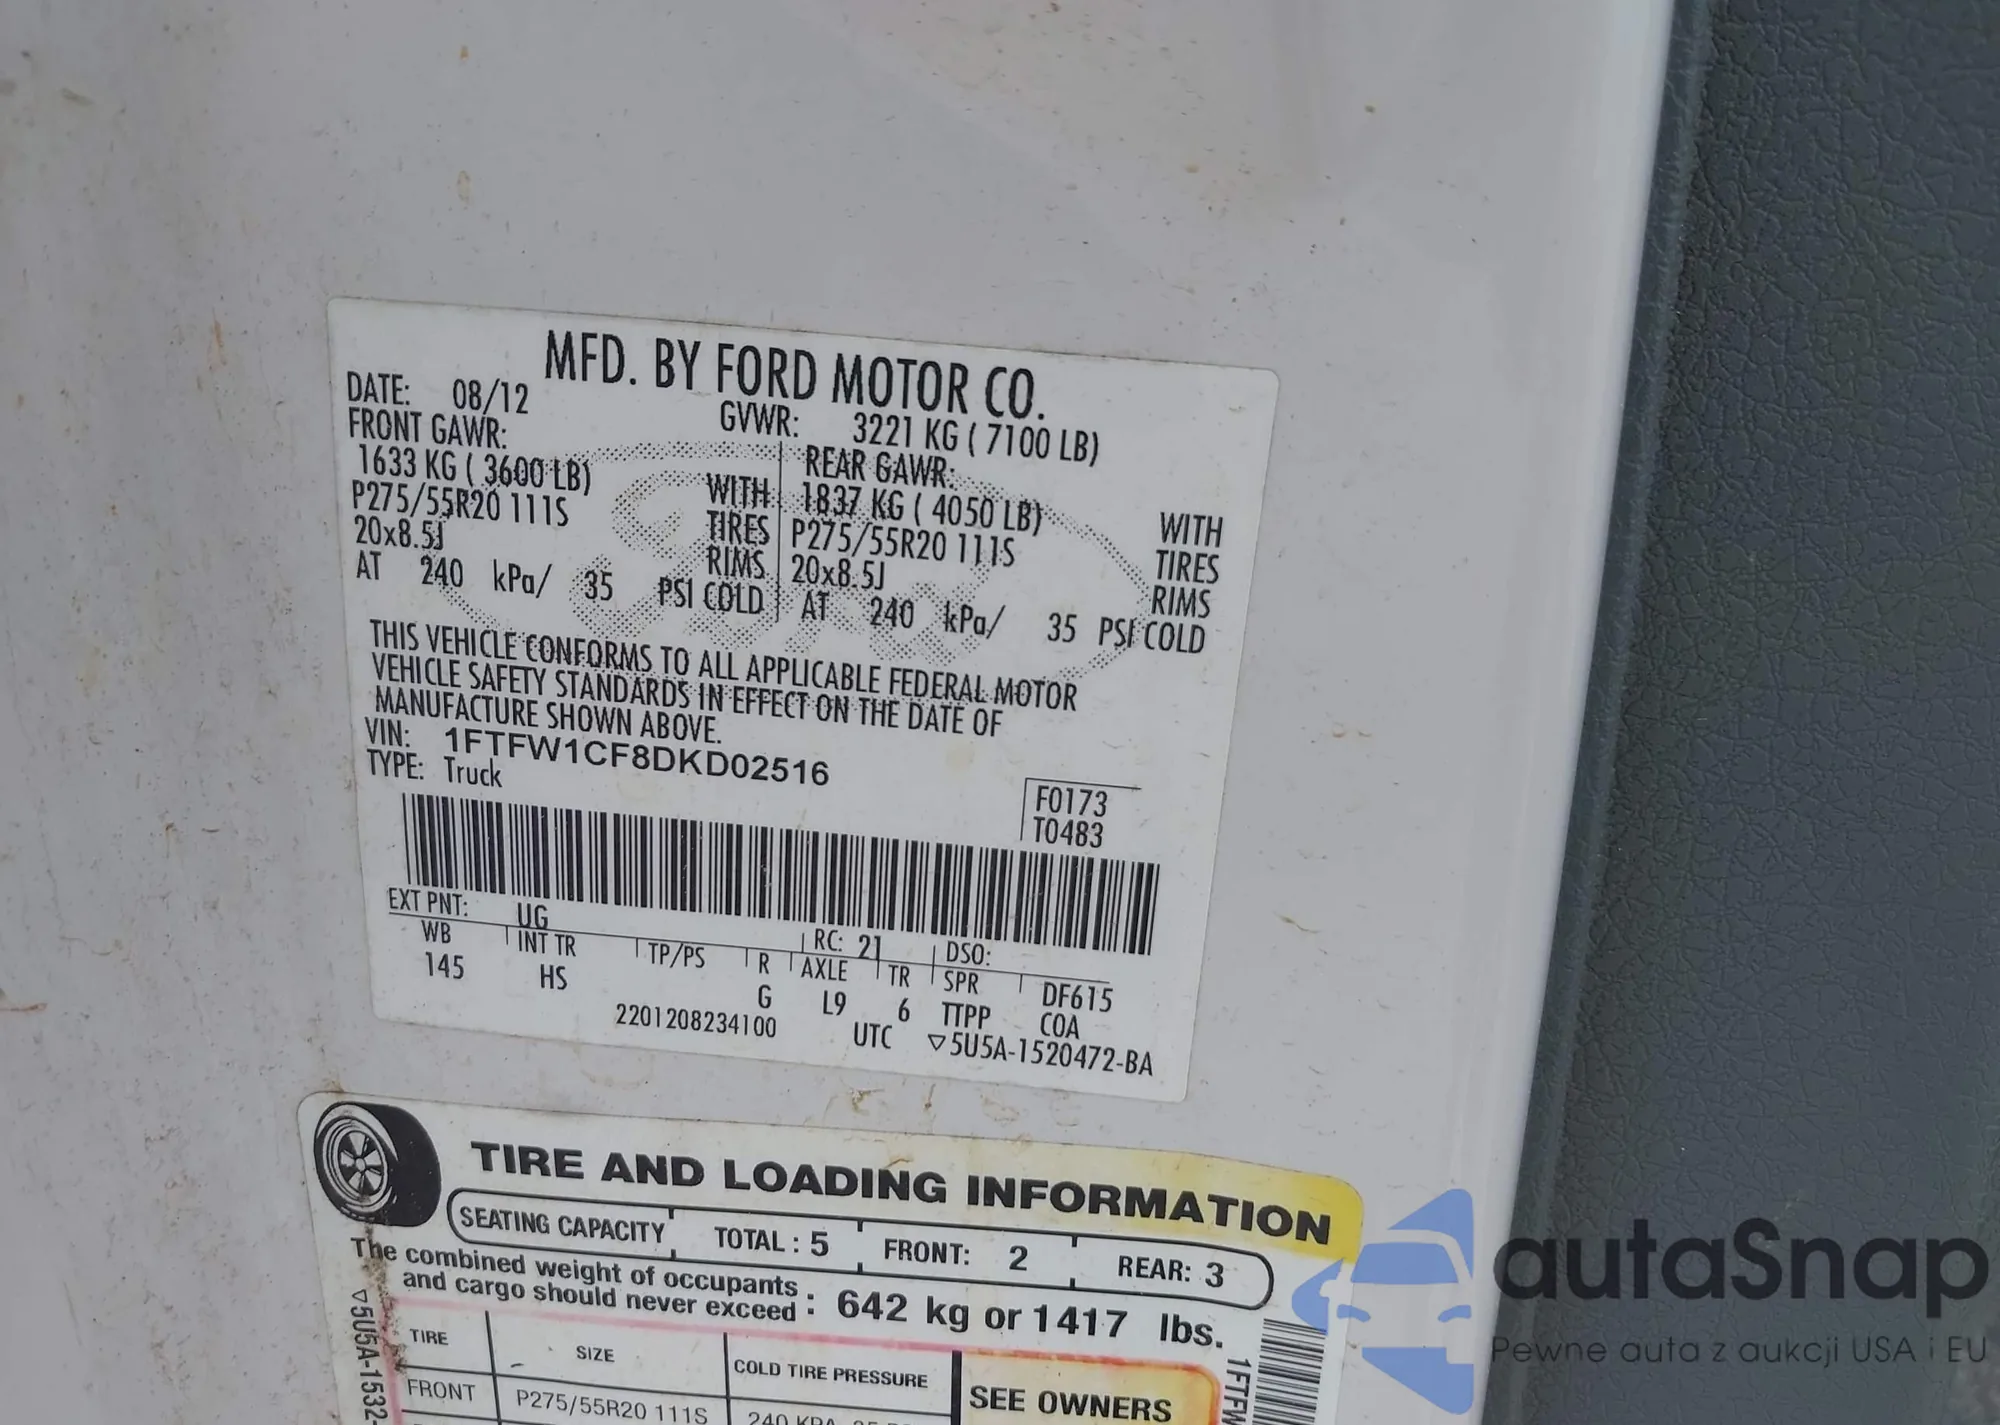 MFD. BY FORD MOTOR CO.
DATE: 08/12 GVWR: 3221 KG ( 7100 LB)
FRONT GAWR: REAR GAWR:
1633 KG ( 3600 LB) WITH 1837 KG ( 4050 LB) WITH
P275/55R20 111S TIRES P275/55R20 111S TIRES
20x8.5J RIMS 20x8.5J RIMS
AT 240 kPa/ 35 PSI COLD AT 240 kPa/ 35 PSI COLD
THIS VEHICLE CONFORMS TO ALL APPLICABLE FEDERAL MOTOR
VEHICLE SAFETY STANDARDS IN EFFECT ON THE DATE OF
MANUFACTURE SHOWN ABOVE.
VIN: 1FTFW1CF8DKD02516
TYPE: Truck
F0173
T0483
EXT PNT: UG RC: 21 DSO:
WB INT TR TP/PS R AXLE TR SPR DF615
145 HS G L9 6 TTPP COA
2201208234100 UTC ▽5U5A-1520472-BA
TIRE AND LOADING INFORMATION
SEATING CAPACITY TOTAL : 5 FRONT: 2 REAR: 3
The combined weight of occupants
and cargo should never exceed : 642 kg or 1417 lbs.
TIRE SIZE COLD TIRE PRESSURE SEE OWNERS
FRONT P275/55R20 111S 240 KPA
▽5U5A-1532-
1FTFW
autaSnap
Pewne auta z aukcji USA i EU